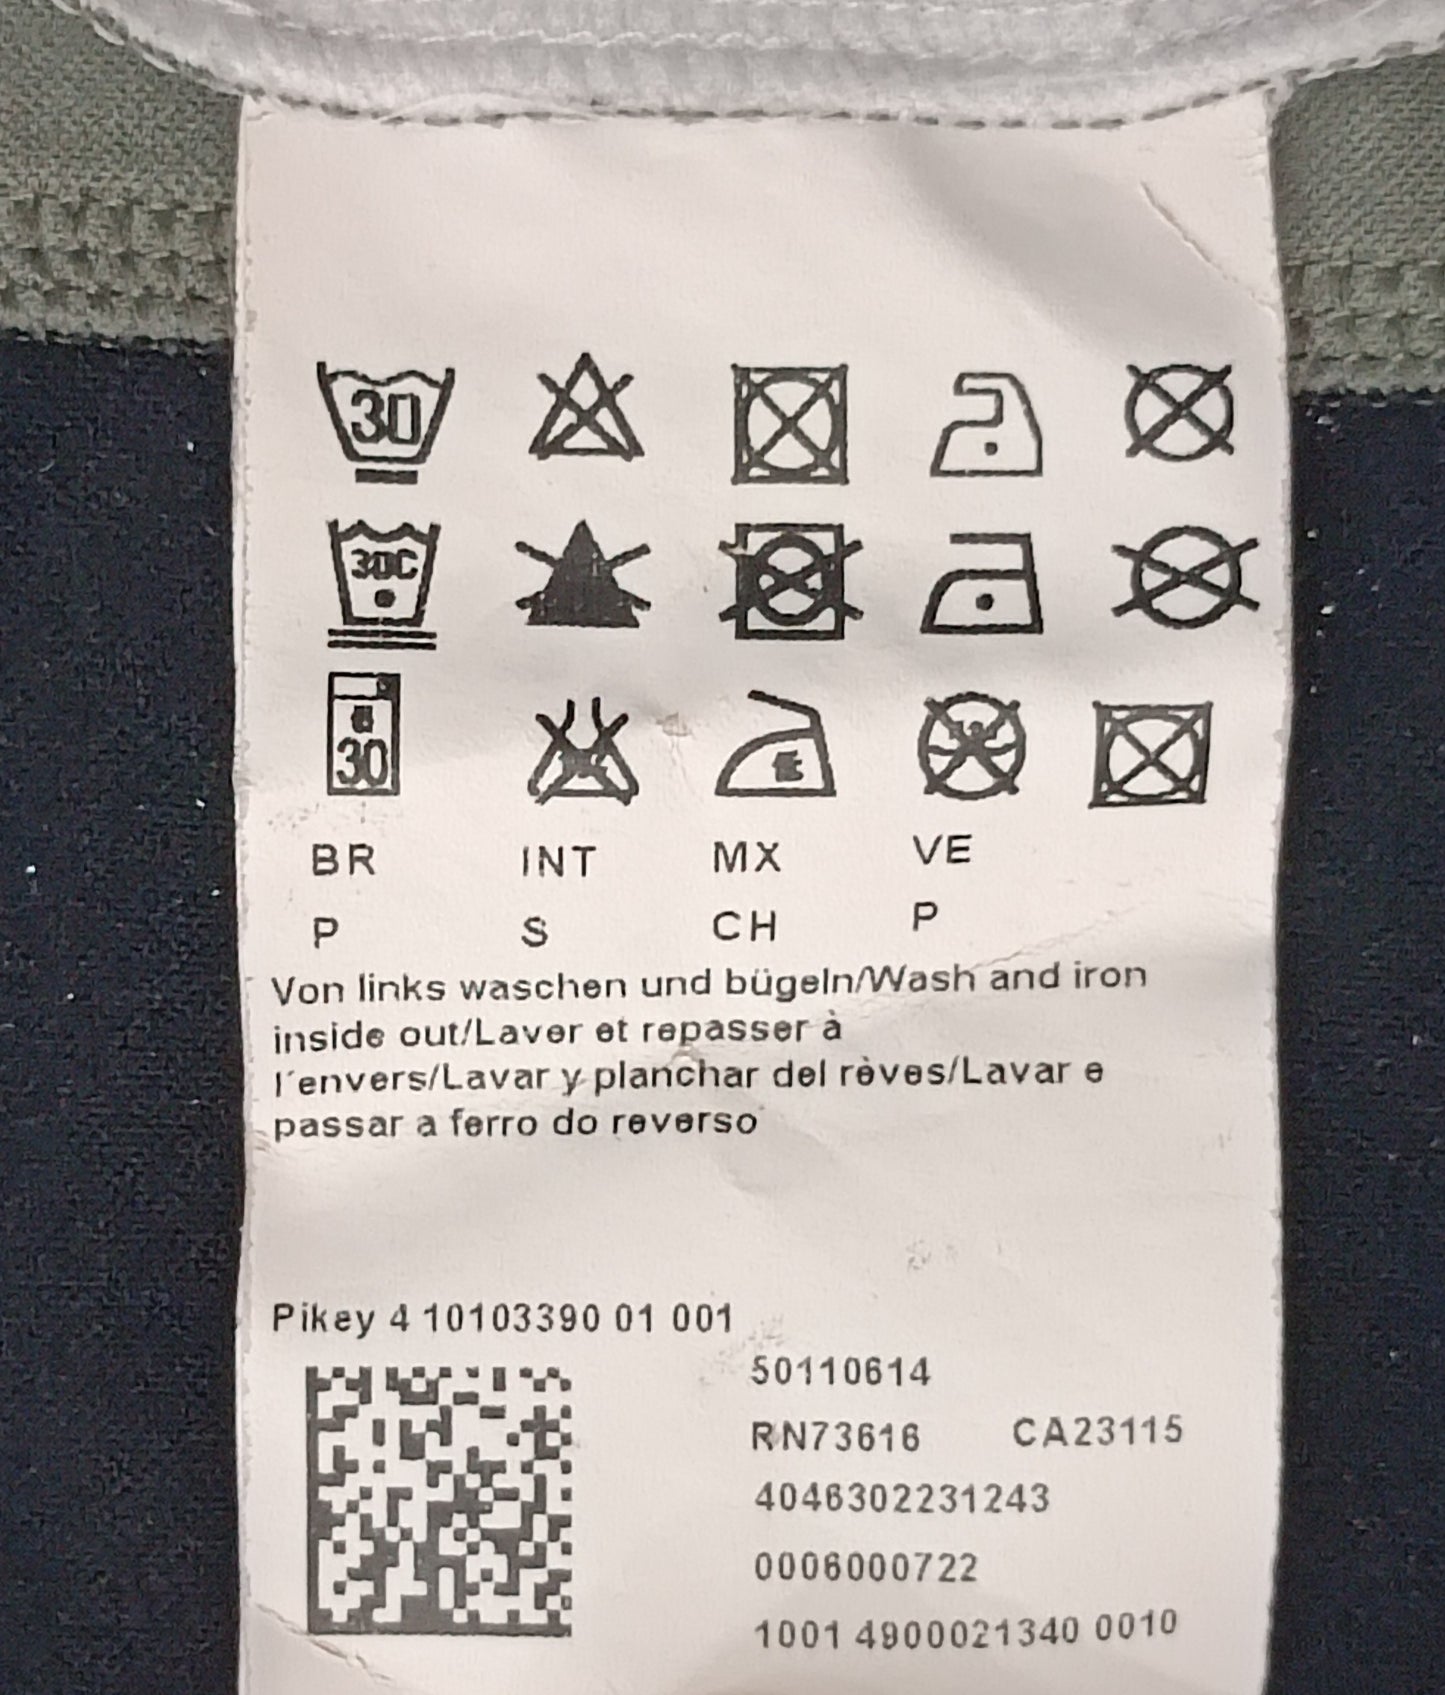 30
30C
30
BR INT MX VE
P S CH P
Von links waschen und bügeln/Wash and iron
inside out/Laver et repasser à
l´envers/Lavar y planchar del rèves/Lavar e
passar a ferro do reverso
Pikey 4 10103390 01 001
50110614
RN73616 CA23115
4046302231243
0006000722
1001 4900021340 0010